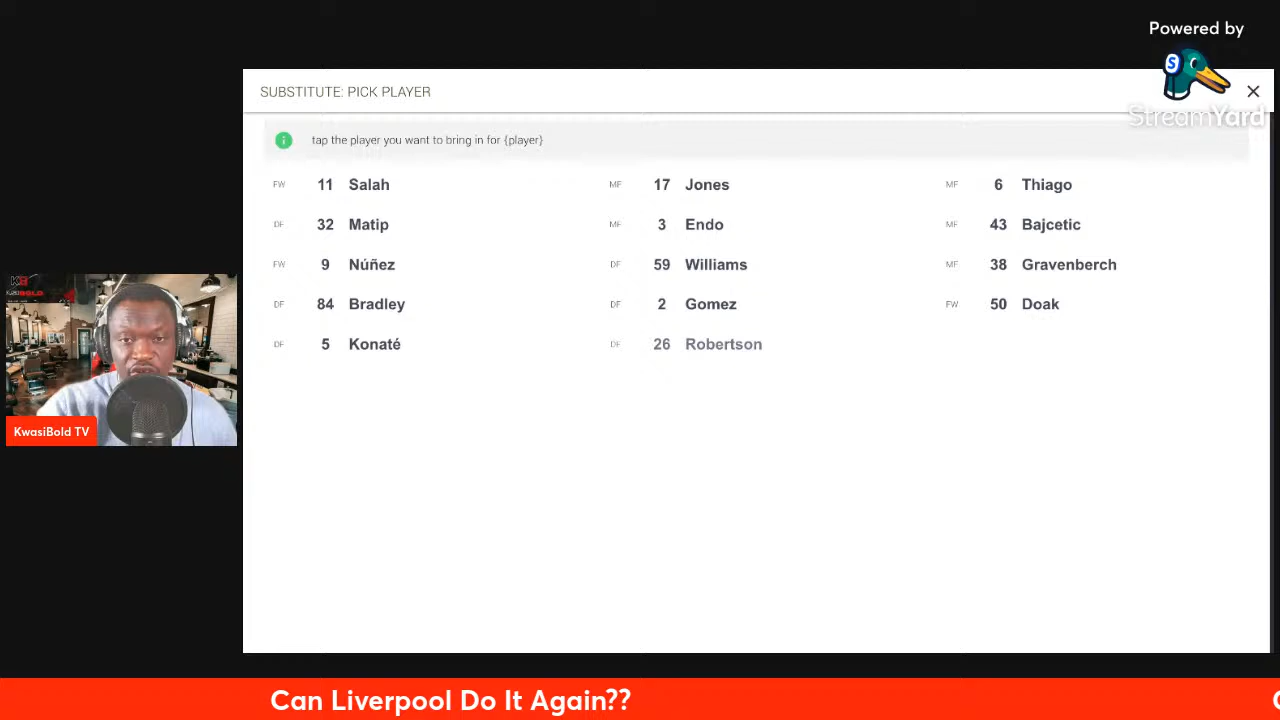 Powered by
StreamYard
SUBSTITUTE: PICK PLAYER
tap the player you want to bring in for {player}
FW 11 Salah
DF 32 Matip
FW 9 Núñez
DF 84 Bradley
DF 5 Konaté
MF 17 Jones
MF 3 Endo
DF 59 Williams
DF 2 Gomez
DF 26 Robertson
MF 6 Thiago
MF 43 Bajcetic
MF 38 Gravenberch
FW 50 Doak
KwasiBold TV
Can Liverpool Do It Again??